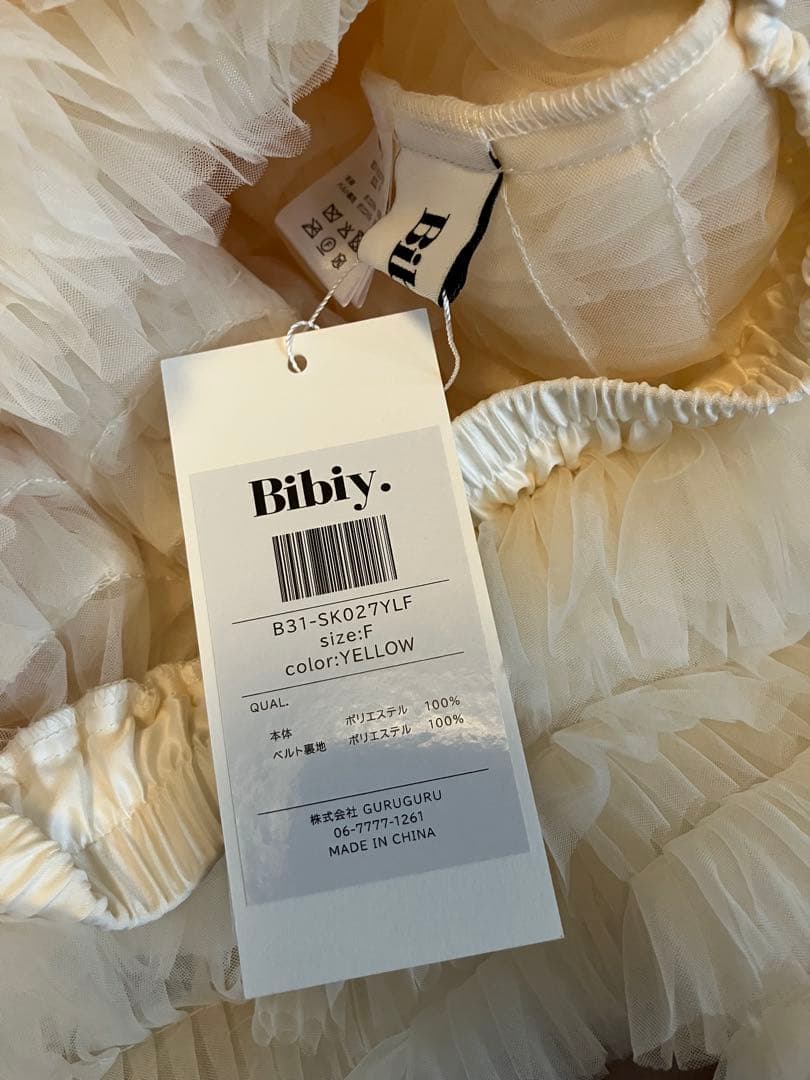 Bib
Bibiy.
B31-SK027YLF
size:F
color:YELLOW
QUAL.
本体 ポリエステル 100%
ベルト裏地 ポリエステル 100%
株式会社 GURUGURU
06-7777-1261
MADE IN CHINA